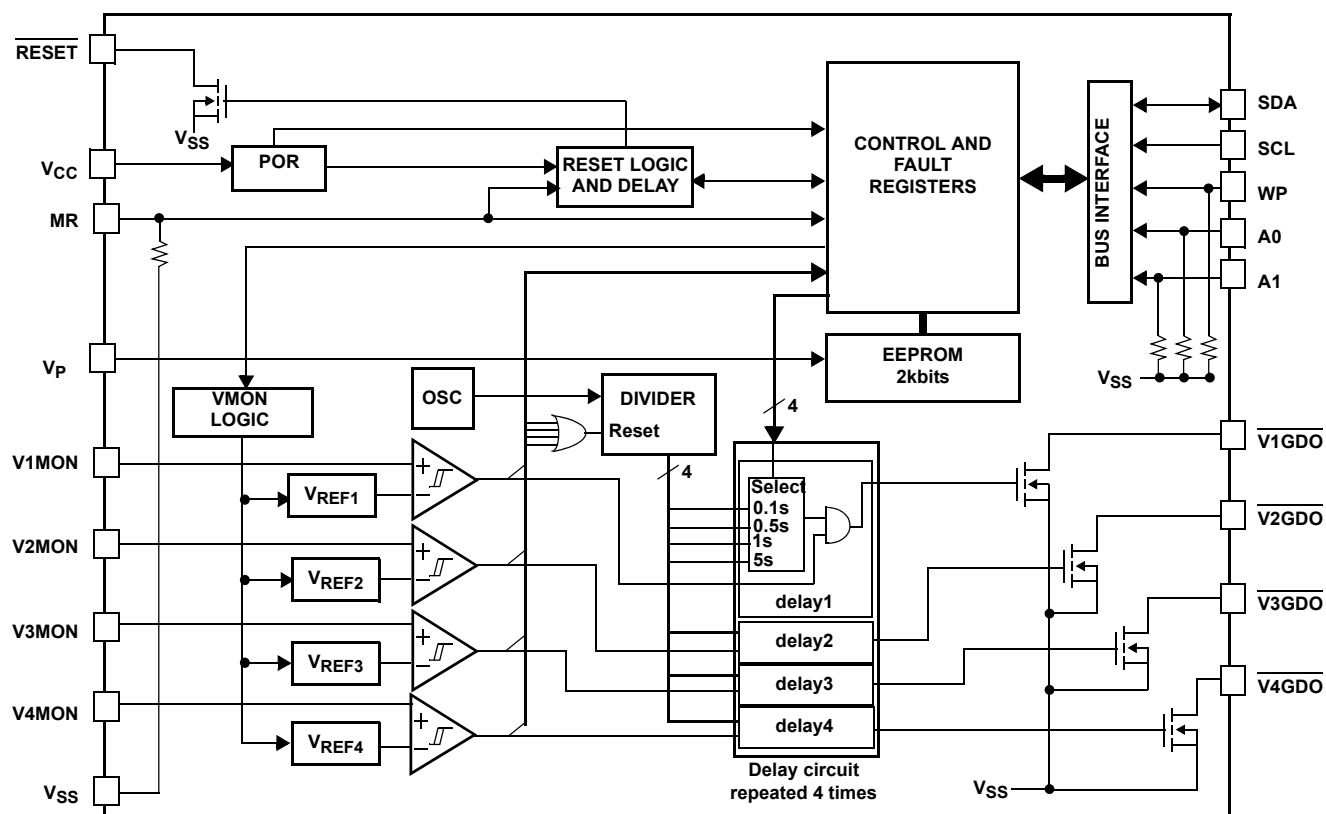 RESET
VSS
VCC
POR
RESET LOGIC
AND DELAY
CONTROL AND
FAULT
REGISTERS
BUS INTERFACE
SDA
SCL
WP
A0
A1
MR
VP
EEPROM
2kbits
VSS
VMON
LOGIC
OSC
DIVIDER
Reset
4
4
V1MON
VREF1
V2MON
VREF2
V3MON
VREF3
V4MON
VREF4
VSS
+
–
+
–
+
–
+
–
Select
0.1s
0.5s
1s
5s
delay1
delay2
delay3
delay4
Delay circuit
repeated 4 times
V1GDO
V2GDO
V3GDO
V4GDO
VSS